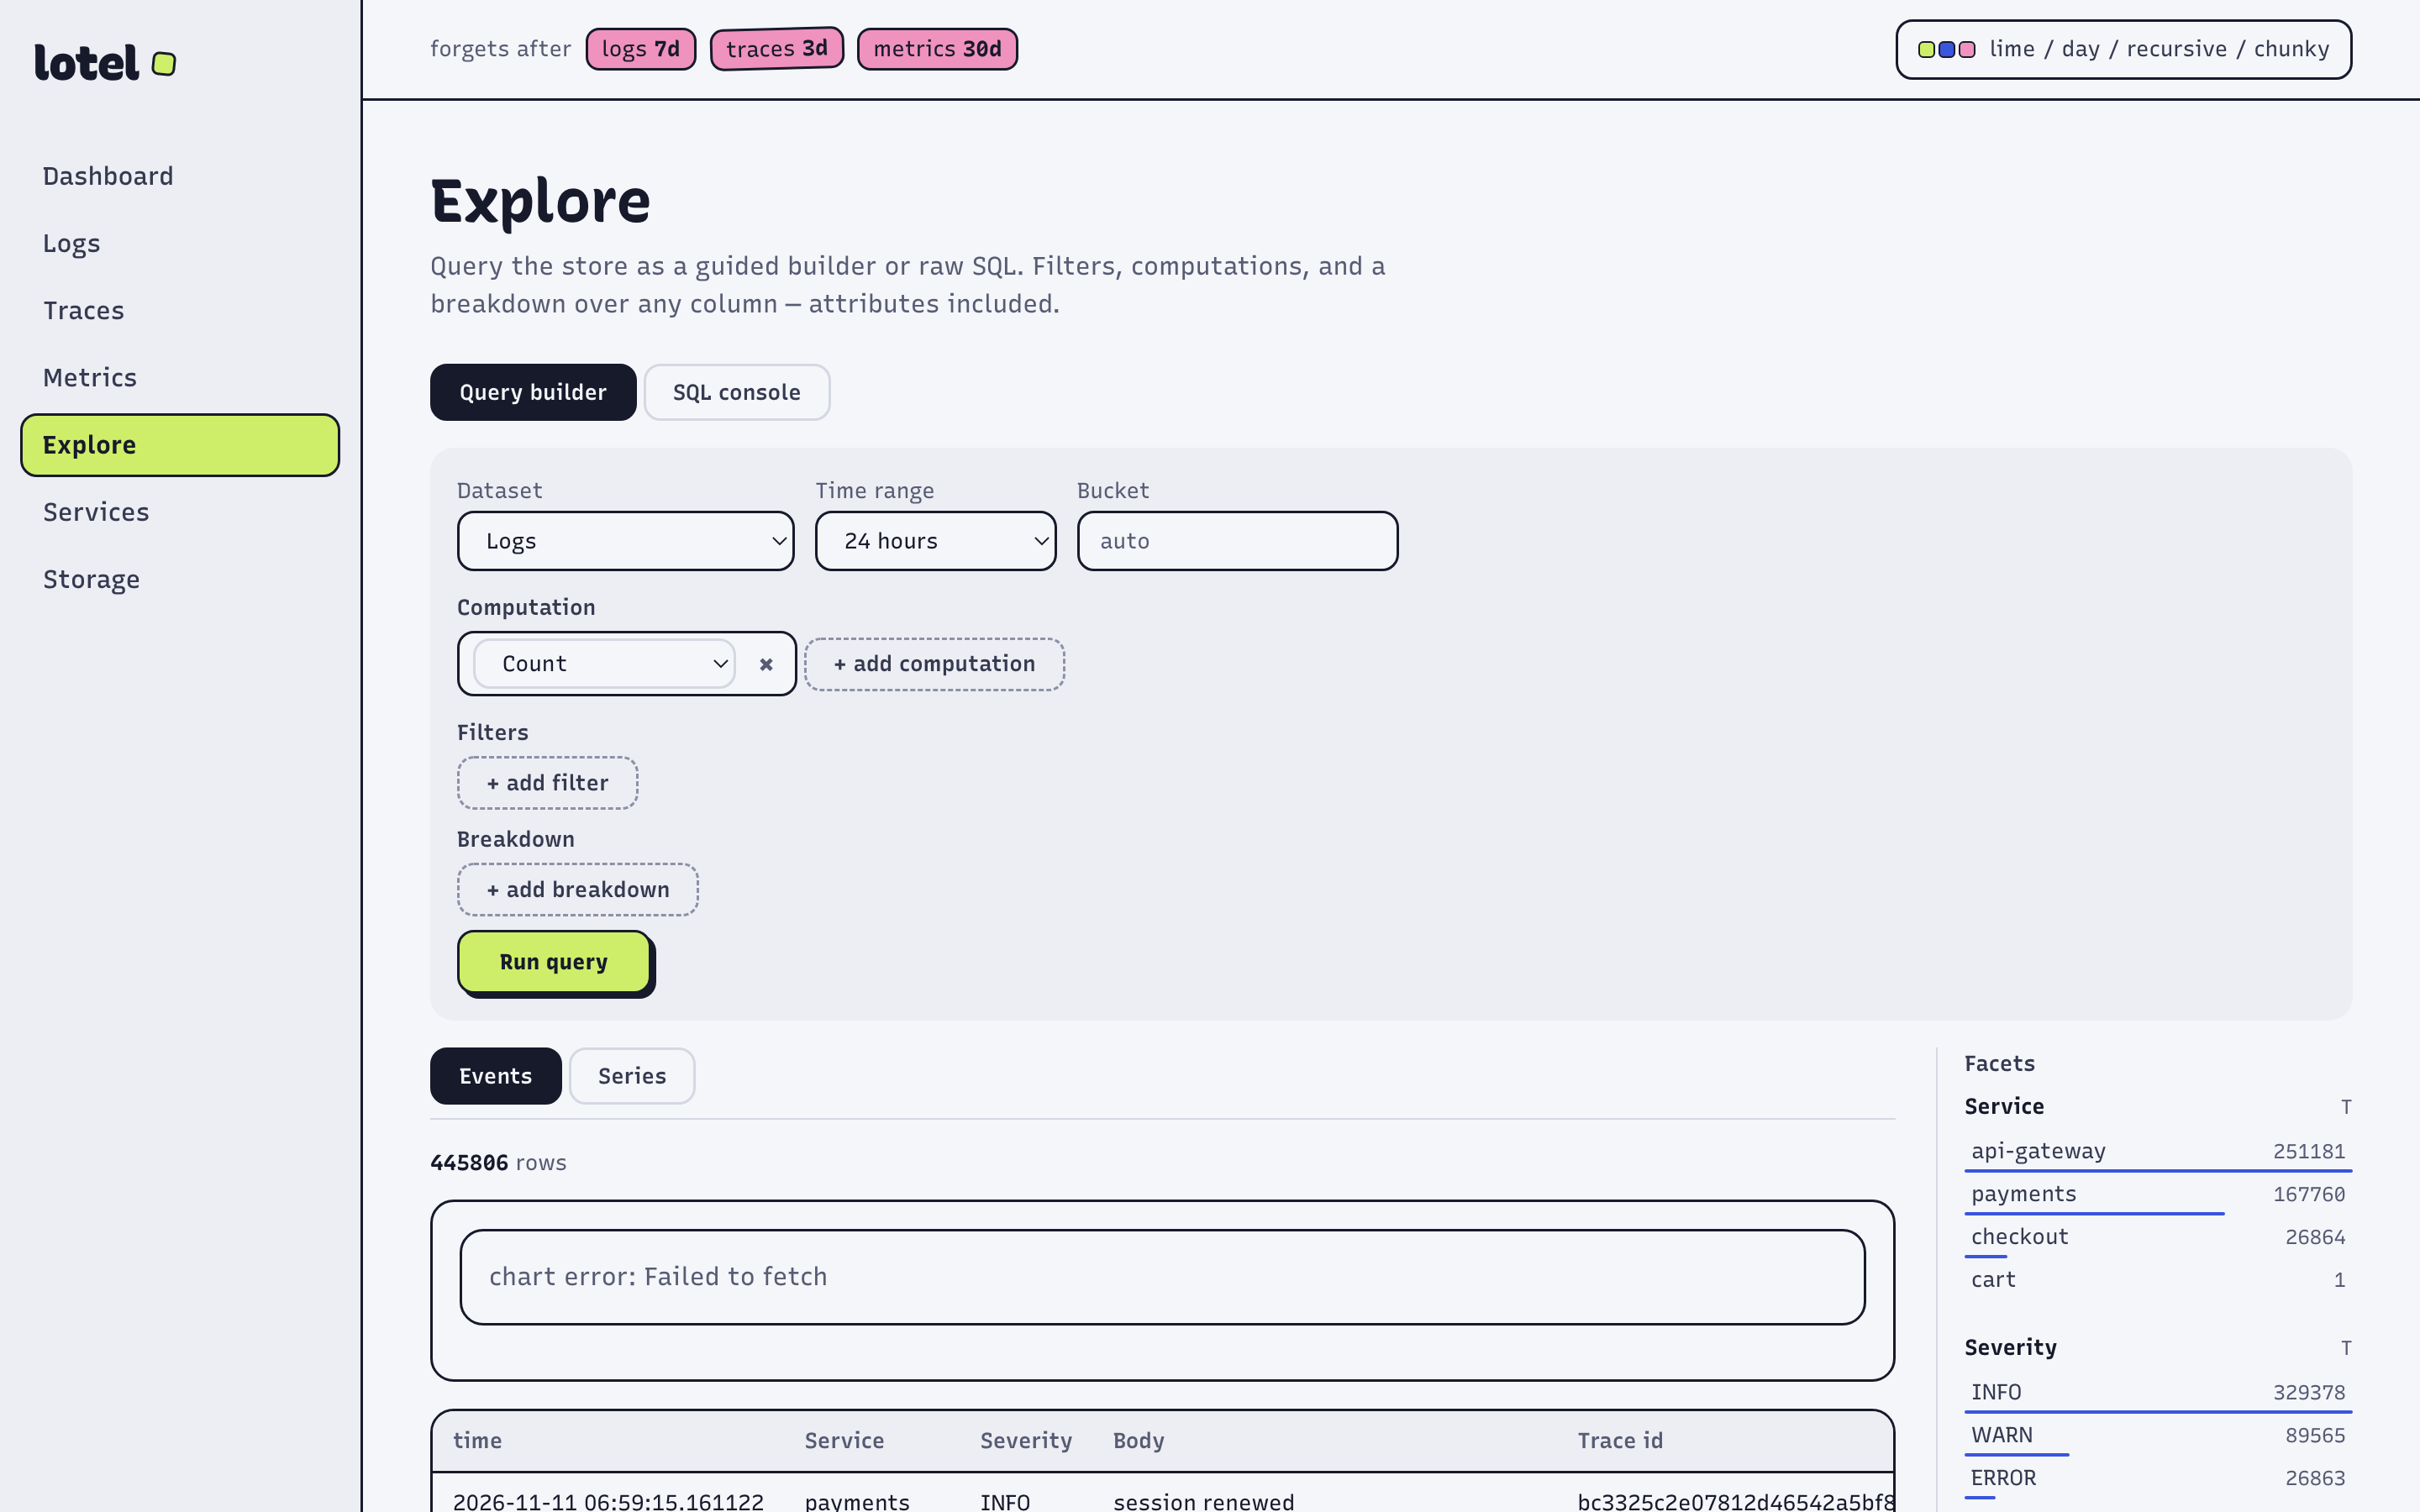 lotel
forgets after logs 7d traces 3d metrics 30d
lime / day / recursive / chunky
Dashboard
Logs
Traces
Metrics
Explore
Services
Storage
Explore
Query the store as a guided builder or raw SQL. Filters, computations, and a
breakdown over any column — attributes included.
Query builder
SQL console
Dataset
Time range
Bucket
Logs
24 hours
auto
Computation
Count
+ add computation
Filters
+ add filter
Breakdown
+ add breakdown
Run query
Events
Series
445806 rows
chart error: Failed to fetch
time Service Severity Body Trace id
2026-11-11 06:59:15.161122 payments INFO session renewed bc3325c2e07812d46542a5bf8
Facets
Service T
api-gateway 251181
payments 167760
checkout 26864
cart 1
Severity T
INFO 329378
WARN 89565
ERROR 26863